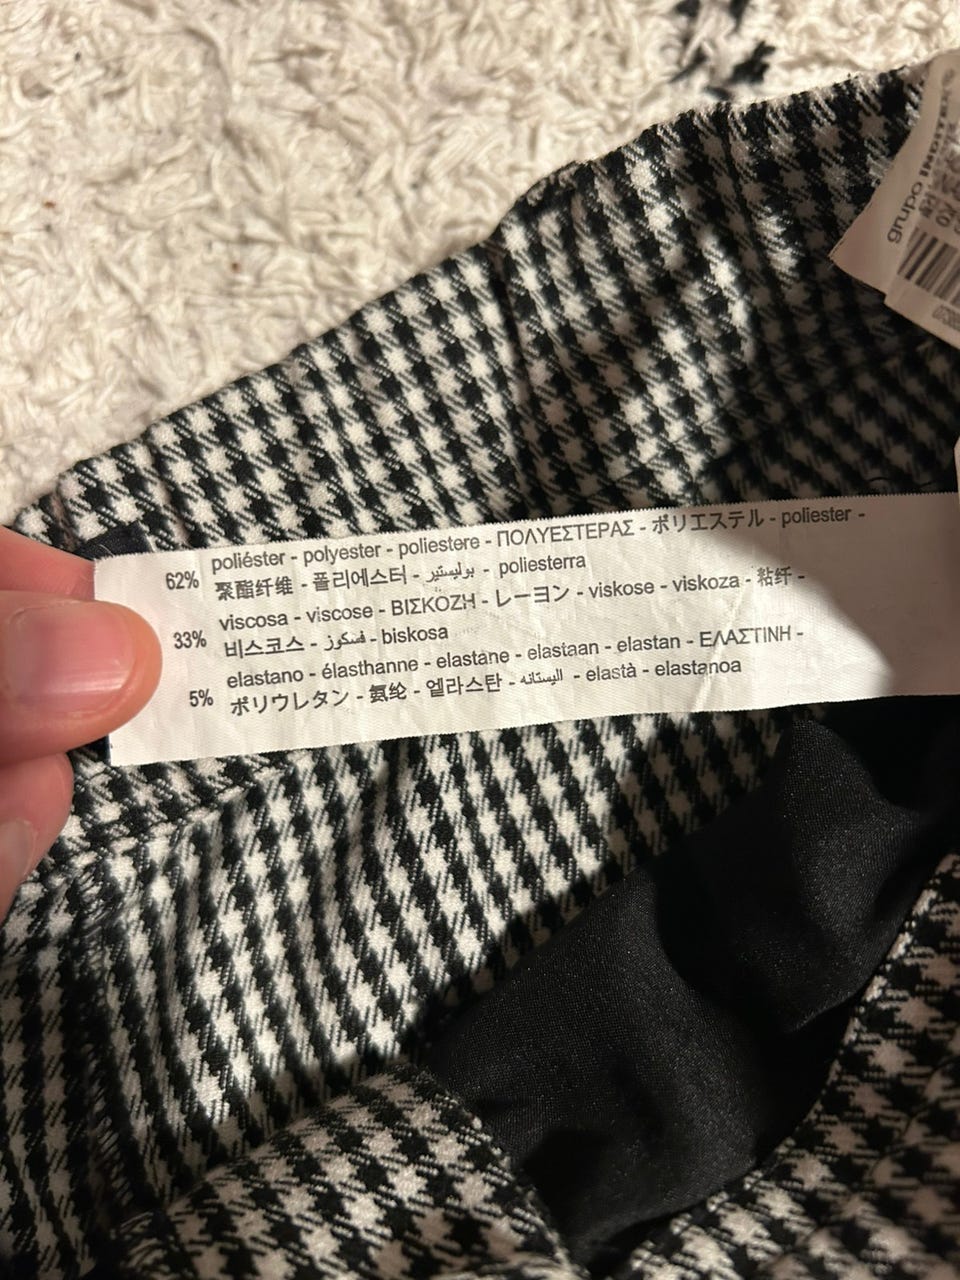 62% poliéster - polyester - poliestere - ΠΟΛΥΕΣΤΕΡΑΣ - ポリエステル - poliester -
聚酯纤维 - 폴리에스터 - بوليستير - poliesterra
33% viscosa - viscose - ΒΙΣΚΟΖΗ - レーヨン - viskose - viskoza - 粘纤 -
비스코스 - فسكوز - biskosa
5% elastano - élasthanne - elastane - elastaan - elastan - ΕΛΑΣΤΙΝΗ -
ポリウレタン - 氨纶 - 엘라스탄 - اليستانه - elastà - elastanoa
grupo INDITEX